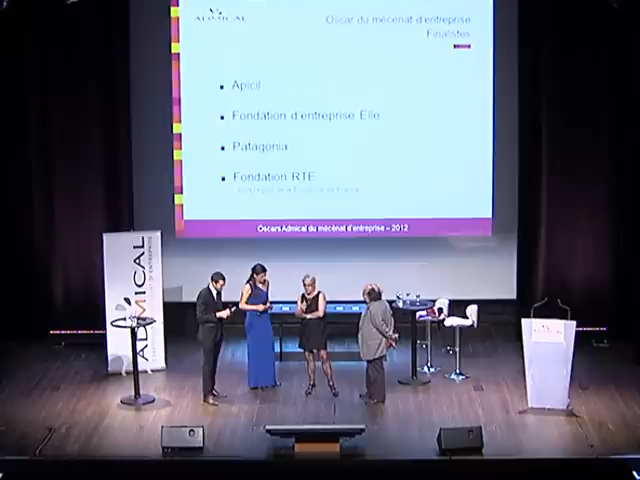 ADMICAL
Oscar du mécénat d'entreprise
Finalistes
Apicil
Fondation d'entreprise Elle
Patagonia
Fondation RTE
Oscars Admical du mécénat d'entreprise – 2012
ADMICAL